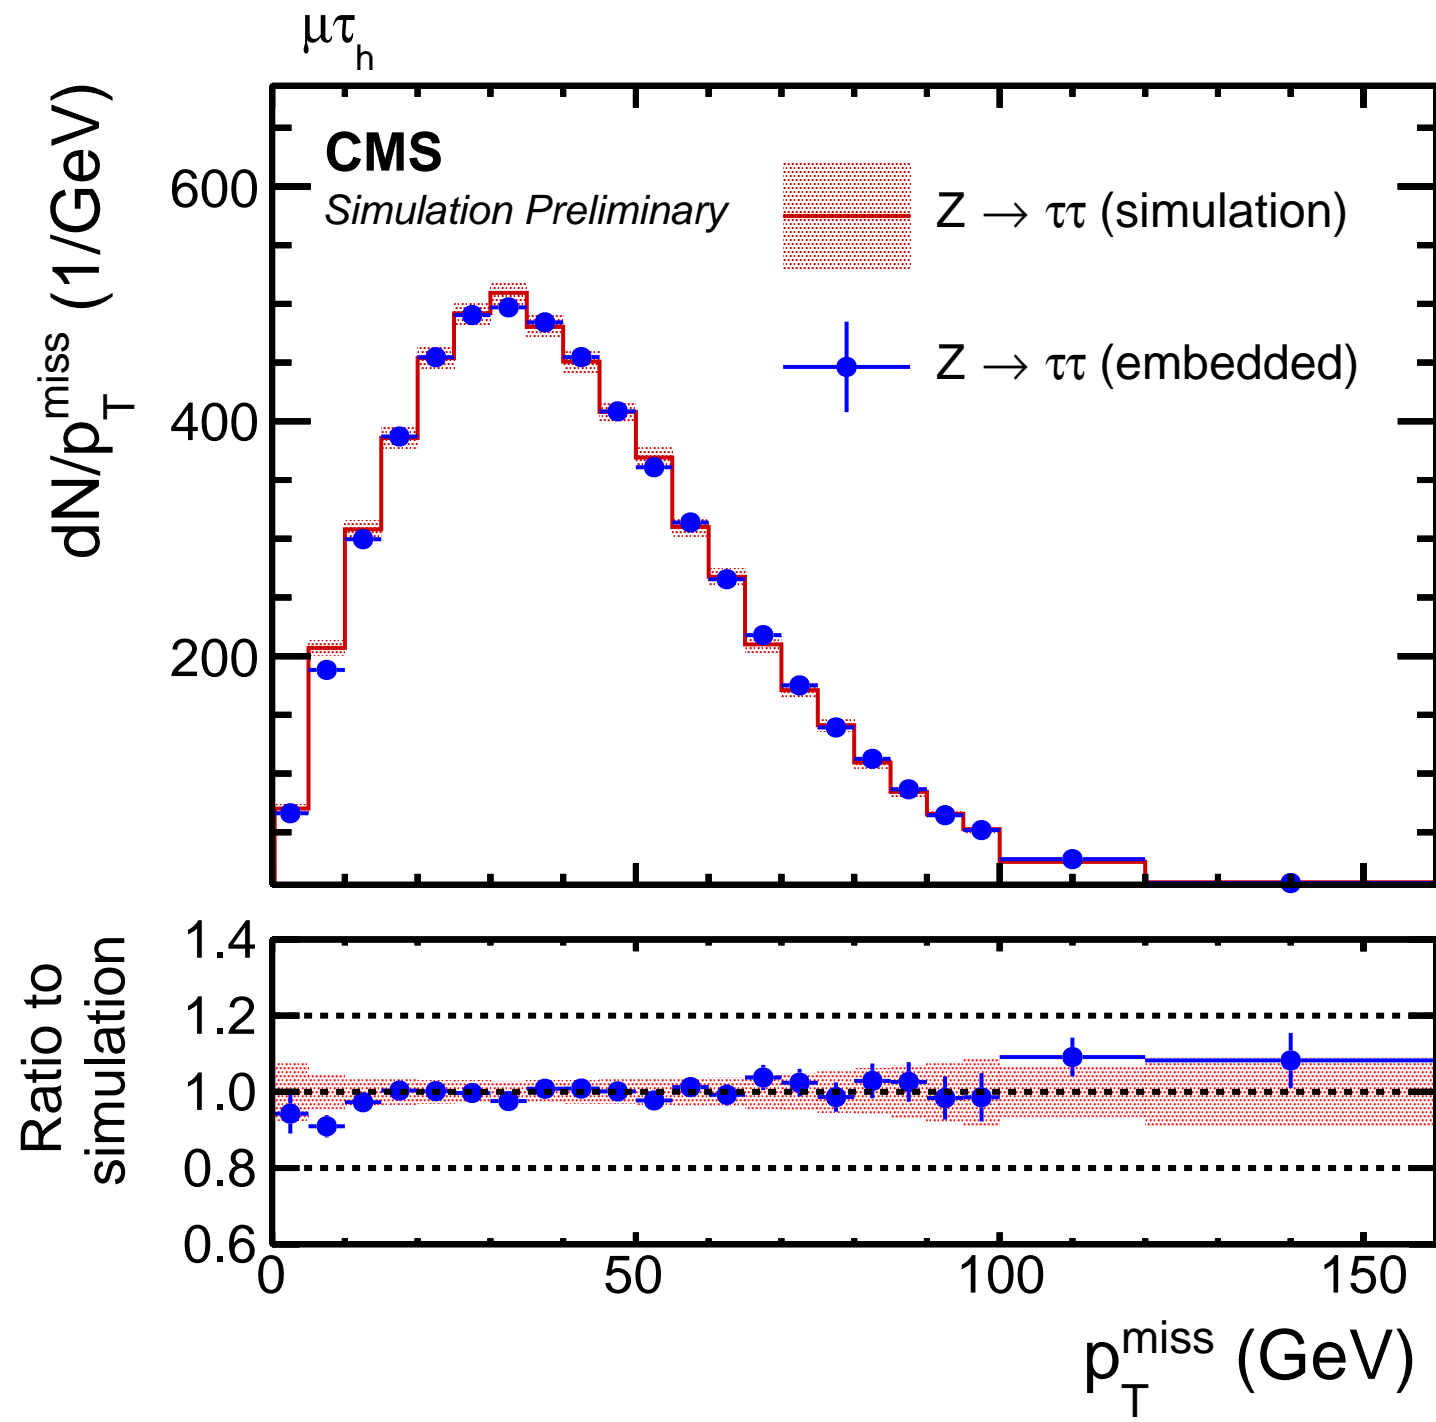 μτ_h
CMS
Simulation Preliminary
Z → ττ (simulation)
Z → ττ (embedded)
dN/p_T^miss (1/GeV)
600
400
200
Ratio to
simulation
1.4
1.2
1.0
0.8
0.6
0
50
100
150
p_T^miss (GeV)